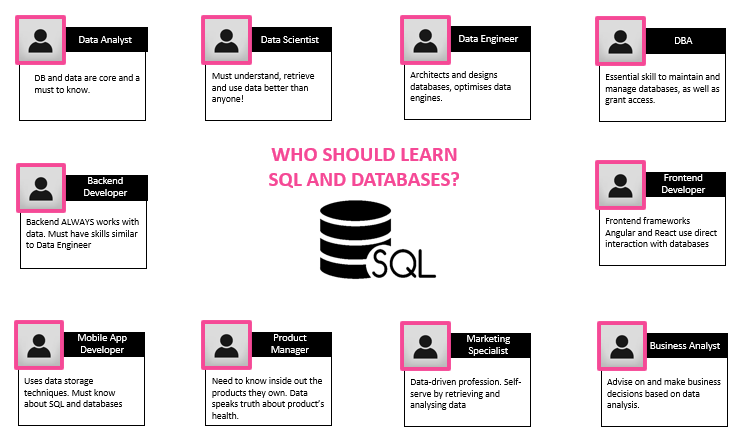 Data Analyst
DB and data are core and a
must to know.
Data Scientist
Must understand, retrieve
and use data better than
anyone!
Data Engineer
Architects and designs
databases, optimises data
engines.
DBA
Essential skill to maintain and
manage databases, as well as
grant access.
WHO SHOULD LEARN
SQL AND DATABASES?
SQL
Backend
Developer
Backend ALWAYS works with
data. Must have skills similar
to Data Engineer
Frontend
Developer
Frontend frameworks
Angular and React use direct
interaction with databases
Mobile App
Developer
Uses data storage
techniques. Must know
about SQL and databases
Product
Manager
Need to know inside out the
products they own. Data
speaks truth about product's
health.
Marketing
Specialist
Data-driven profession. Self-
serve by retrieving and
analysing data
Business Analyst
Advise on and make business
decisions based on data
analysis.